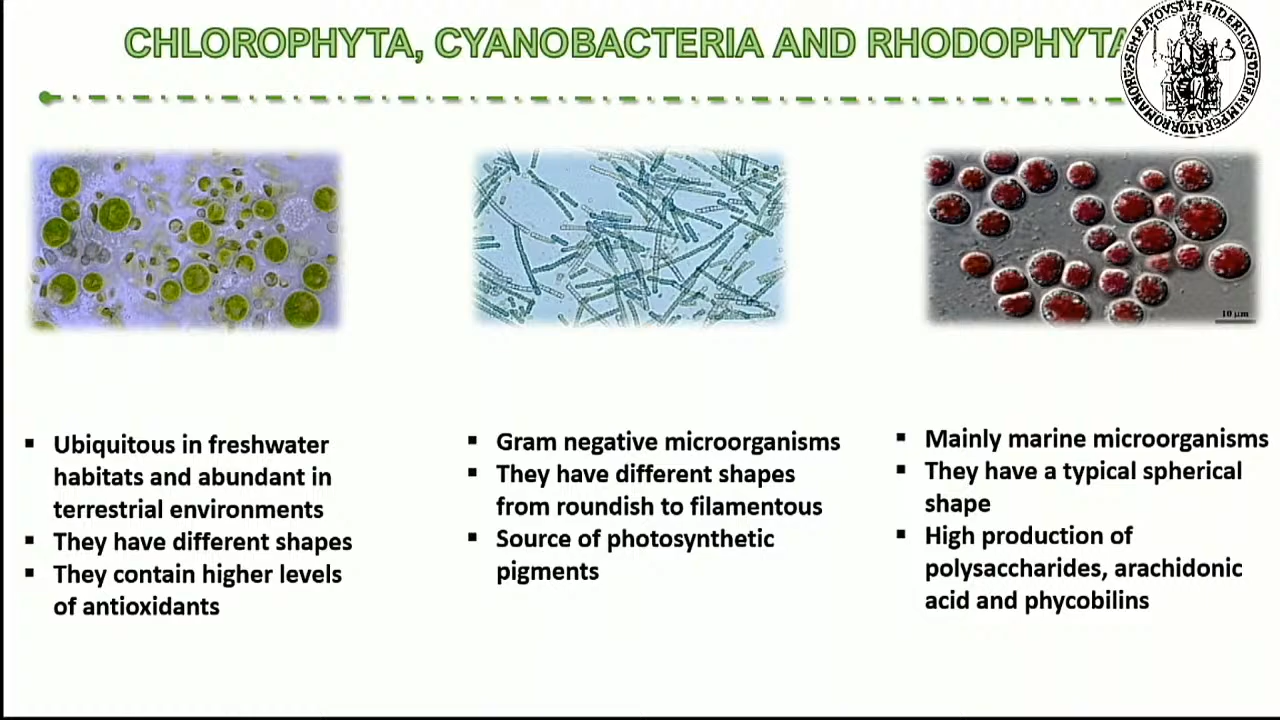 CHLOROPHYTA, CYANOBACTERIA AND RHODOPHYTA
10 µm
▪ Ubiquitous in freshwater
habitats and abundant in
terrestrial environments
▪ They have different shapes
▪ They contain higher levels
of antioxidants
▪ Gram negative microorganisms
▪ They have different shapes
from roundish to filamentous
▪ Source of photosynthetic
pigments
▪ Mainly marine microorganisms
▪ They have a typical spherical
shape
▪ High production of
polysaccharides, arachidonic
acid and phycobilins